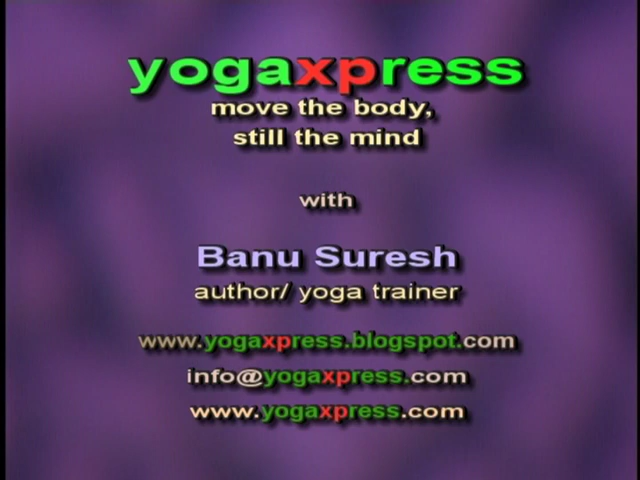 yogaxpress
move the body,
still the mind
with
Banu Suresh
author/ yoga trainer
www.yogaxpress.blogspot.com
info@yogaxpress.com
www.yogaxpress.com